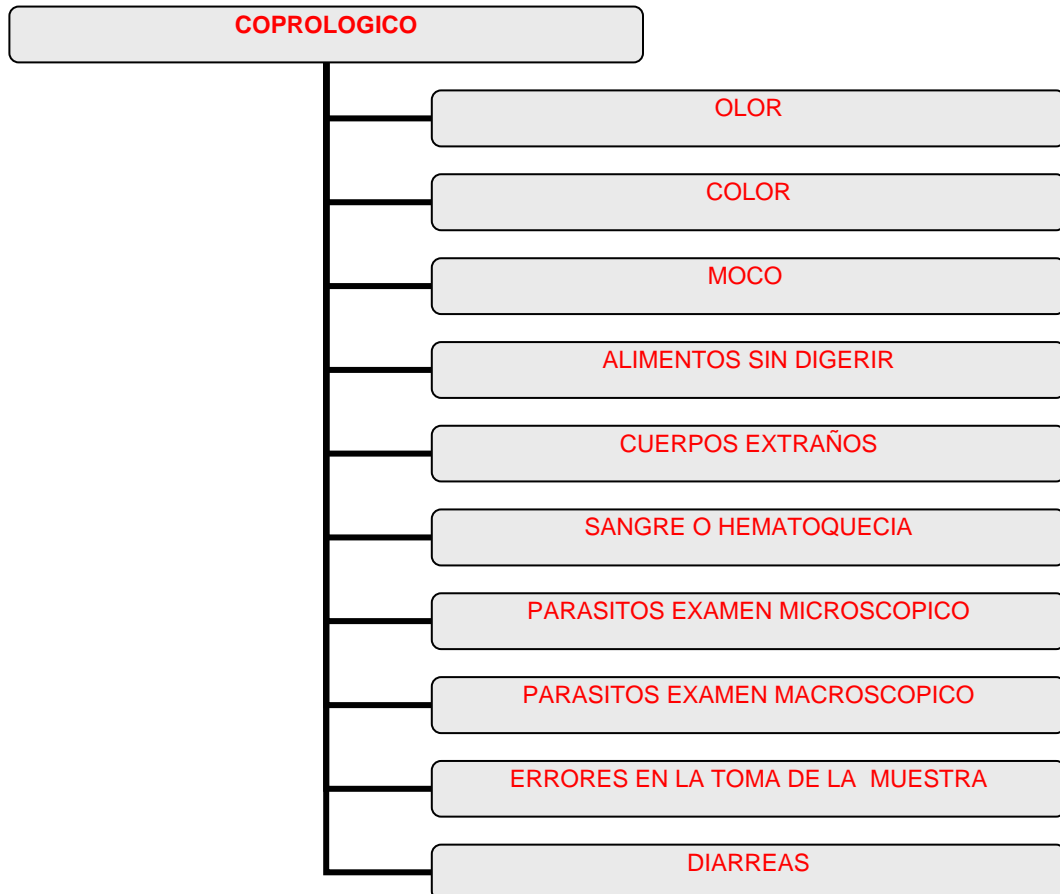 COPROLOGICO
OLOR
COLOR
MOCO
ALIMENTOS SIN DIGERIR
CUERPOS EXTRAÑOS
SANGRE O HEMATOQUECIA
PARASITOS EXAMEN MICROSCOPICO
PARASITOS EXAMEN MACROSCOPICO
ERRORES EN LA TOMA DE LA  MUESTRA
DIARREAS